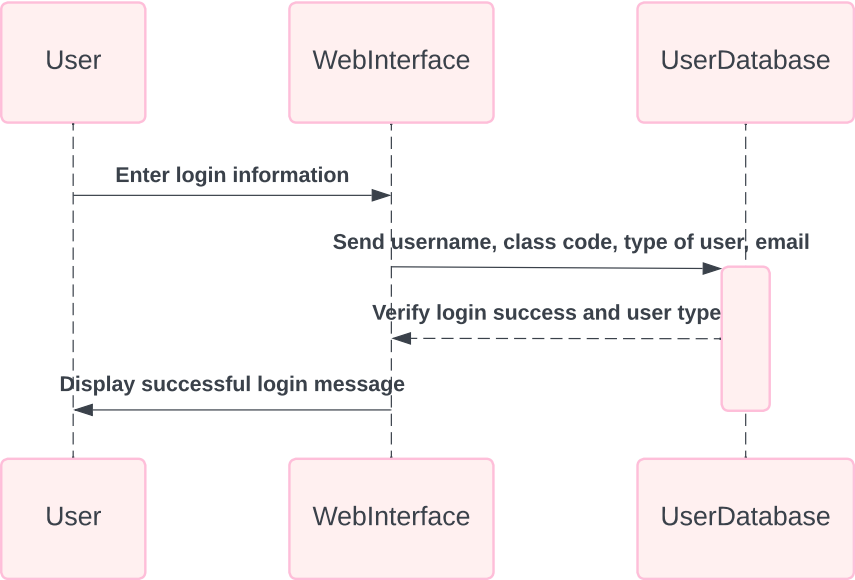 User
WebInterface
UserDatabase
Enter login information
Send username, class code, type of user, email
Verify login success and user type
Display successful login message
User
WebInterface
UserDatabase